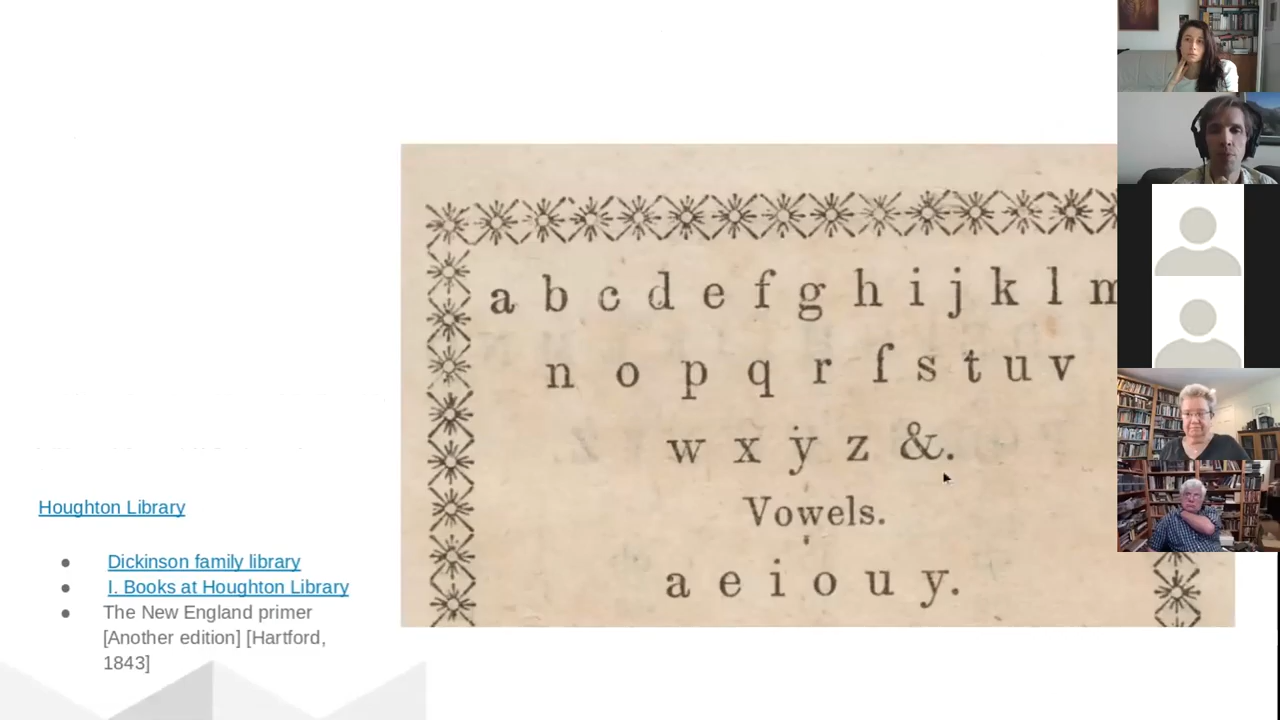 a b c d e f g h i j k l m
n o p q r ſ s t u v
w x y z &.
Vowels.
a e i o u y.
Houghton Library
Dickinson family library
I. Books at Houghton Library
The New England primer
[Another edition] [Hartford,
1843]